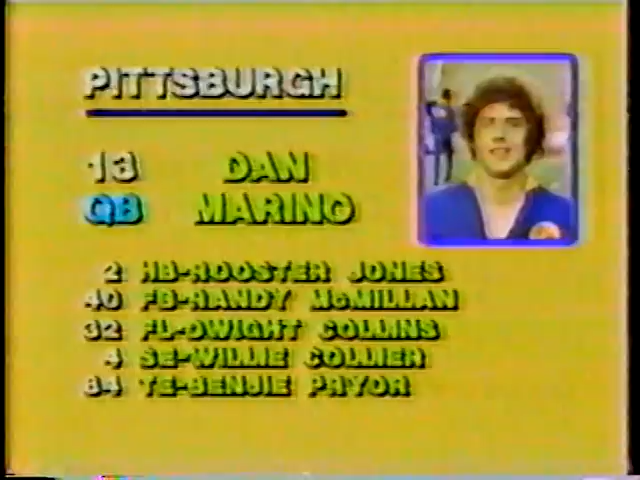 PITTSBURGH
13 DAN
QB MARINO
2 HB-ROOSTER JONES
40 FB-RANDY McMILLAN
32 FL-DWIGHT COLLINS
4 SE-WILLIE COLLIER
84 TE-BENJIE PRYOR